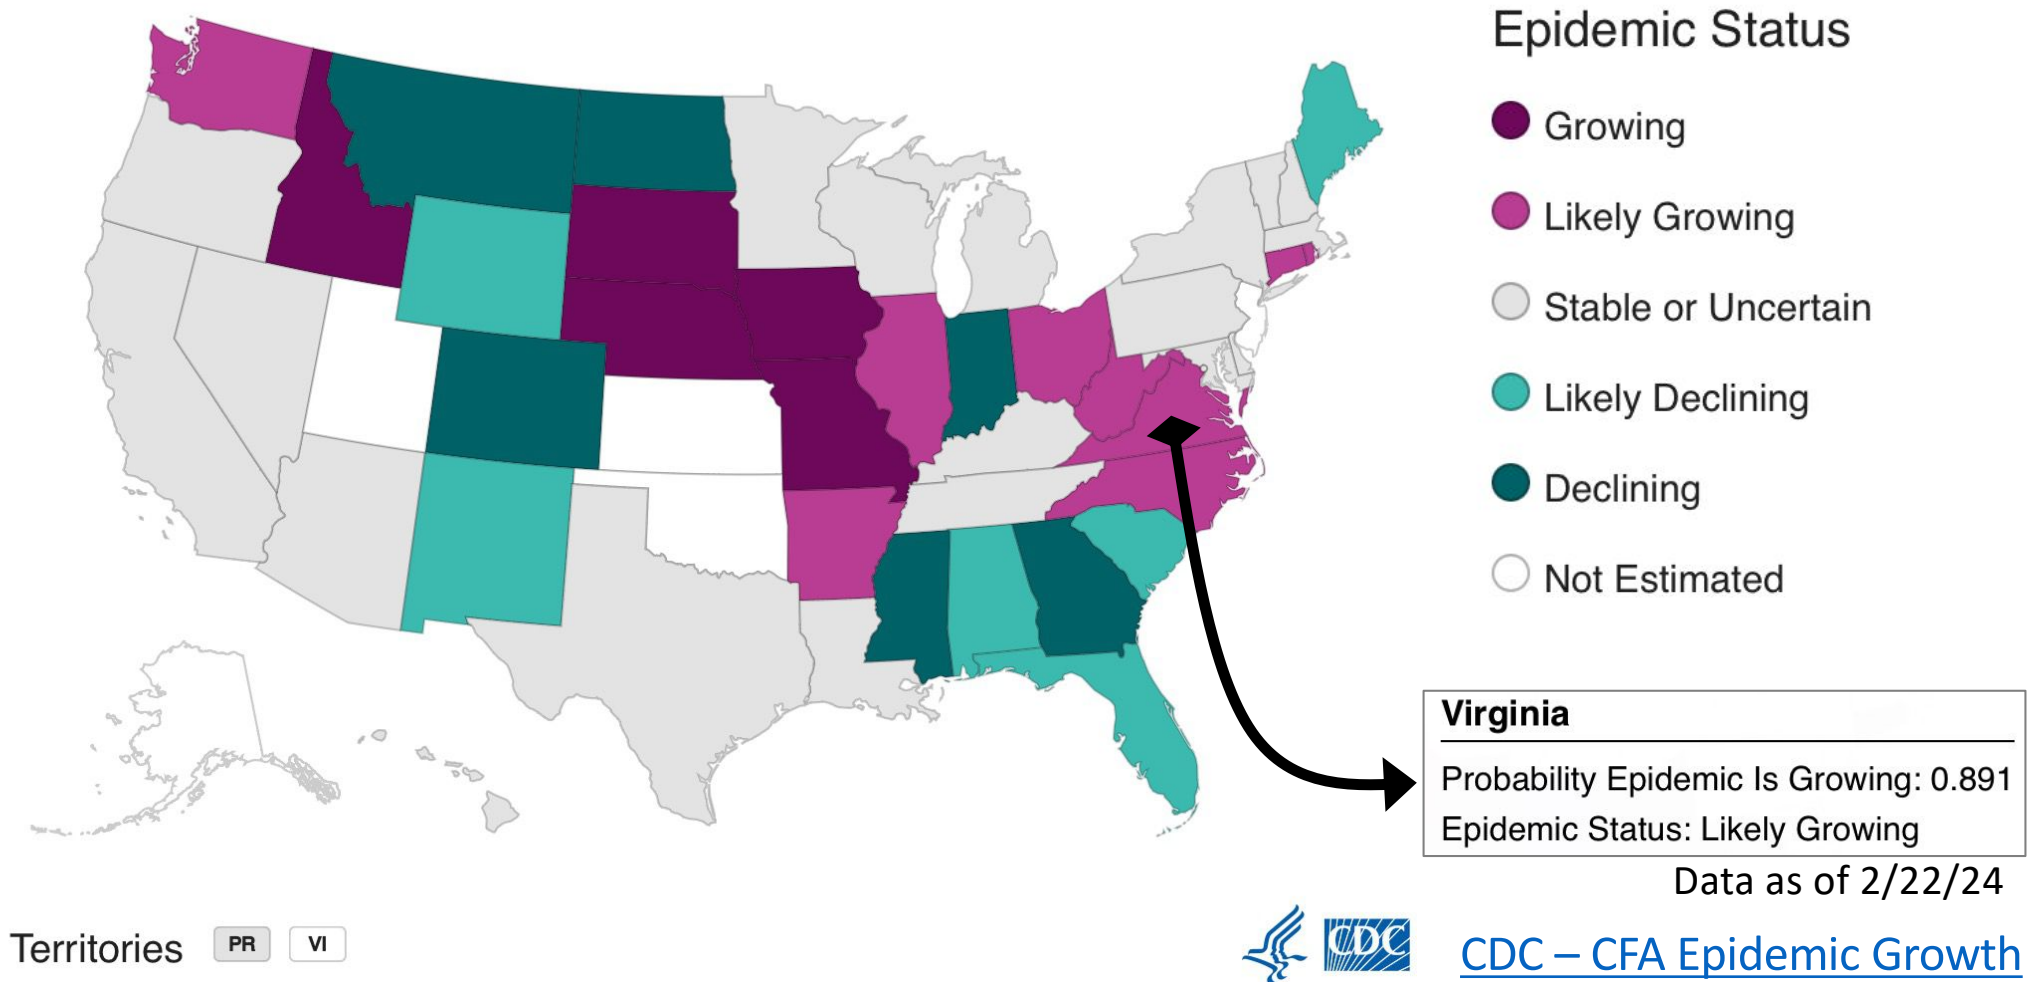 Epidemic Status
Growing
Likely Growing
Stable or Uncertain
Likely Declining
Declining
Not Estimated
Virginia
Probability Epidemic Is Growing: 0.891
Epidemic Status: Likely Growing
Data as of 2/22/24
Territories PR VI
CDC
CDC – CFA Epidemic Growth